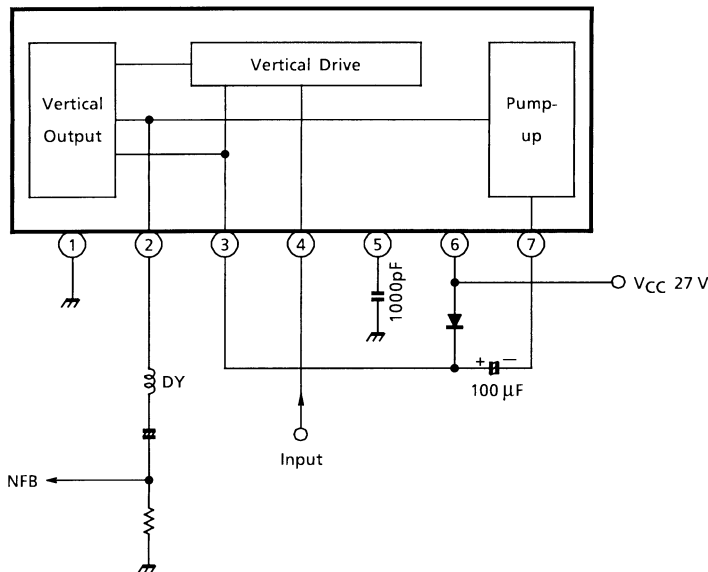 Vertical Drive
Vertical
Output
Pump-
up
1
2
3
4
5
6
7
1000pF
VCC 27 V
+
—
100 μF
DY
Input
NFB